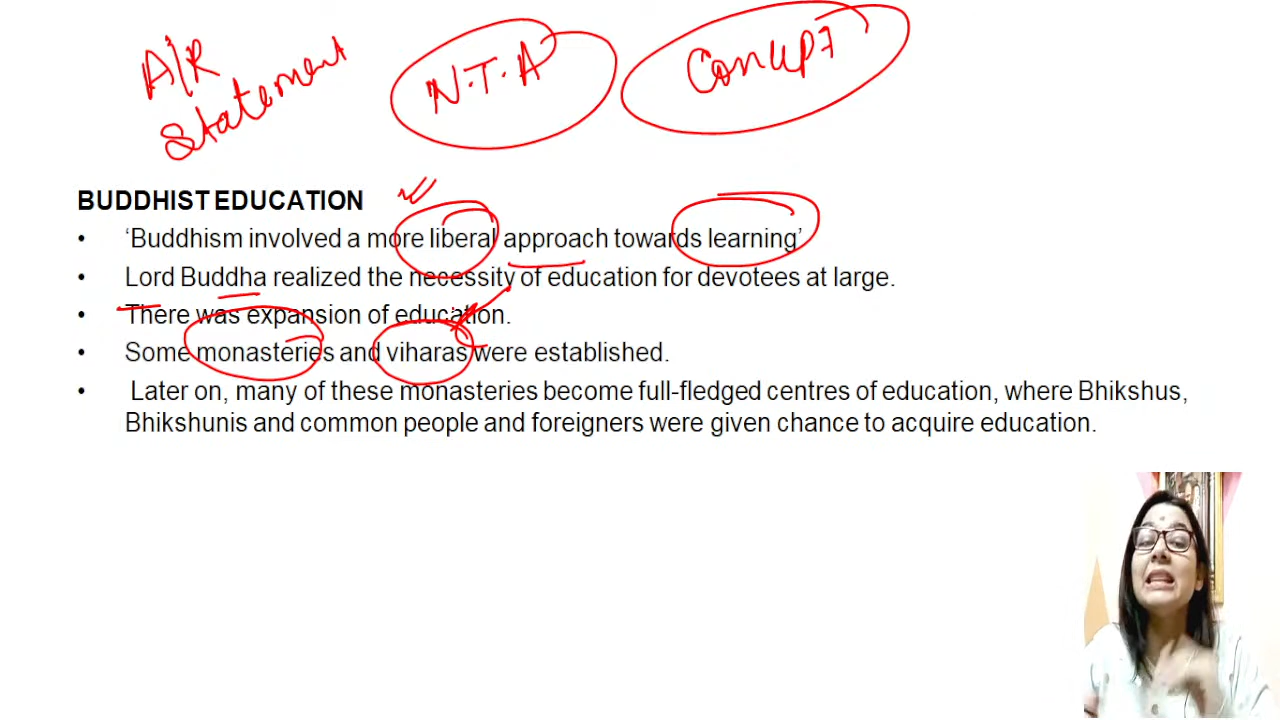 A/R
Statement
N.T.A
Concept
BUDDHIST EDUCATION
• ‘Buddhism involved a more liberal approach towards learning’
• Lord Buddha realized the necessity of education for devotees at large.
• There was expansion of education.
• Some monasteries and viharas were established.
• Later on, many of these monasteries become full-fledged centres of education, where Bhikshus,
Bhikshunis and common people and foreigners were given chance to acquire education.